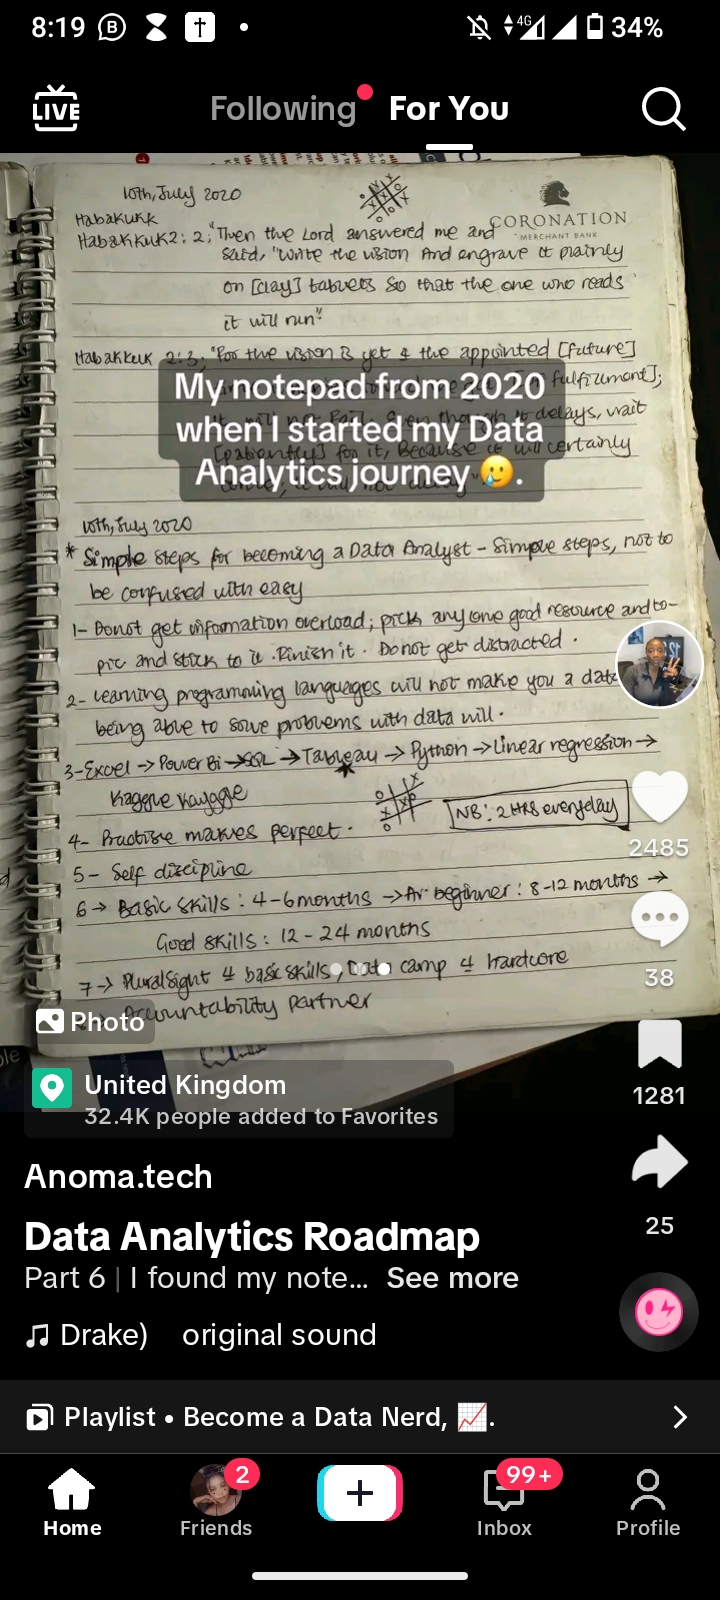 8:19
4G
34%
LIVE
Following
For You
10th, July 2020
CORONATION
MERCHANT BANK
Habakukk
Habakkuk 2:2; "Then the Lord answered me and
said, "Write the vision And engrave it plainly
on [clay] tablets so that the one who reads
it will run"
Habakkuk 2:3; "For the vision is yet 4 the appointed [future]
fulfillment];
delays, wait
[patiently] for it, Because it will certainly
My notepad from 2020
when I started my Data
Analytics journey 🥲.
10th, July 2020
* Simple steps for becoming a Data Analyst - Simple steps, not to
be confused with easy
1- Donot get information overload; pick any one good resource and to-
pic and stick to it. Finish it. Do not get distracted.
2- Learning programming languages will not make you a data
being able to solve problems with data will.
3- Excel → Power Bi → SQL → Tableau → Python → Linear regression →
Kaggle Kaggle
NB: 2 HRS everyday
4- Practise makes perfect.
5- Self discipline
6 → Basic skills: 4-6 months → beginner: 8-12 months →
Good skills: 12-24 months
7 → Pluralsight 4 basic skills, Data camp 4 hardcore
Accountability partner
2485
38
1281
25
Photo
United Kingdom
32.4K people added to Favorites
Anoma.tech
Data Analytics Roadmap
Part 6 | I found my note... See more
Drake) original sound
Playlist • Become a Data Nerd, 📈.
2
99+
Home
Friends
Inbox
Profile